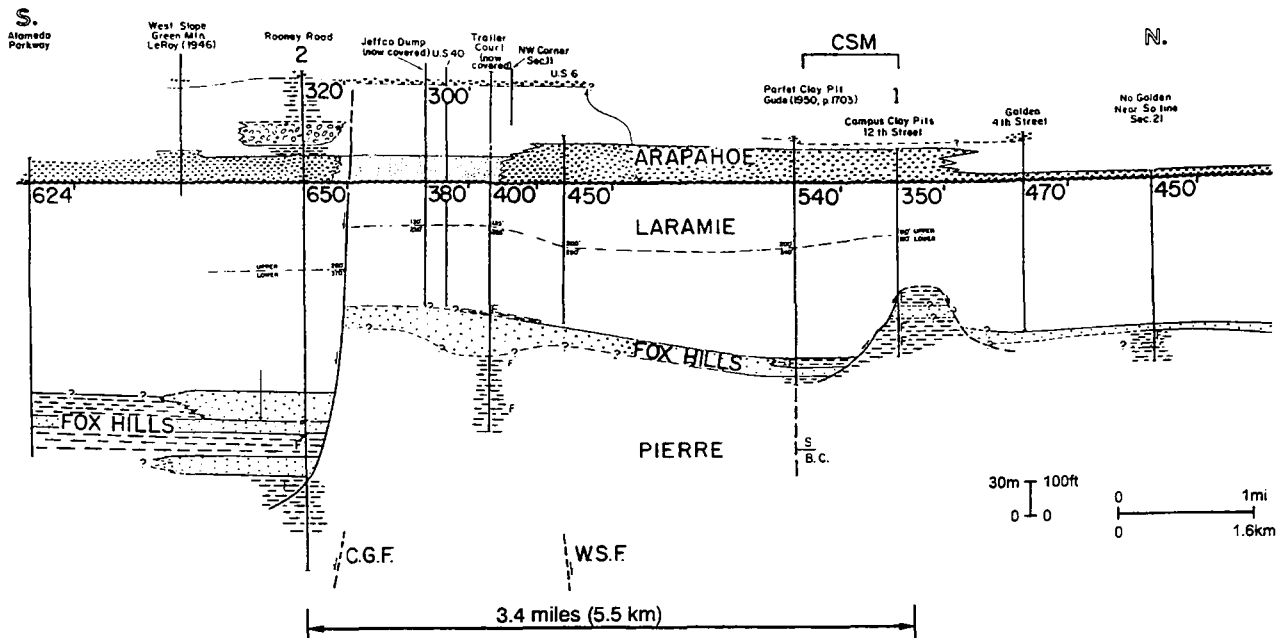 S.
Alameda
Parkway
West Slope
Green Mtn.
LeRoy (1946)
Rooney Road
2
Jeffco Dump
(now covered)
U.S 40
Trailer
Court
(now
covered)
NW Corner
Sec.11
U.S 6
CSM
N.
Parfet Clay Pit
Gude (1950, p.1703)
1
Campus Clay Pits
12 th Street
Golden
4th Street
No Golden
Near So line
Sec. 21
320'
300'
ARAPAHOE
624'
650'
380'
400'
450'
540'
350'
470'
450'
LARAMIE
UPPER
LOWER
FOX HILLS
FOX HILLS
PIERRE
F
F
F
S
B.C.
30m
100ft
0
0
0
1mi
0
1.6km
C.G.F.
W.S.F.
3.4 miles (5.5 km)